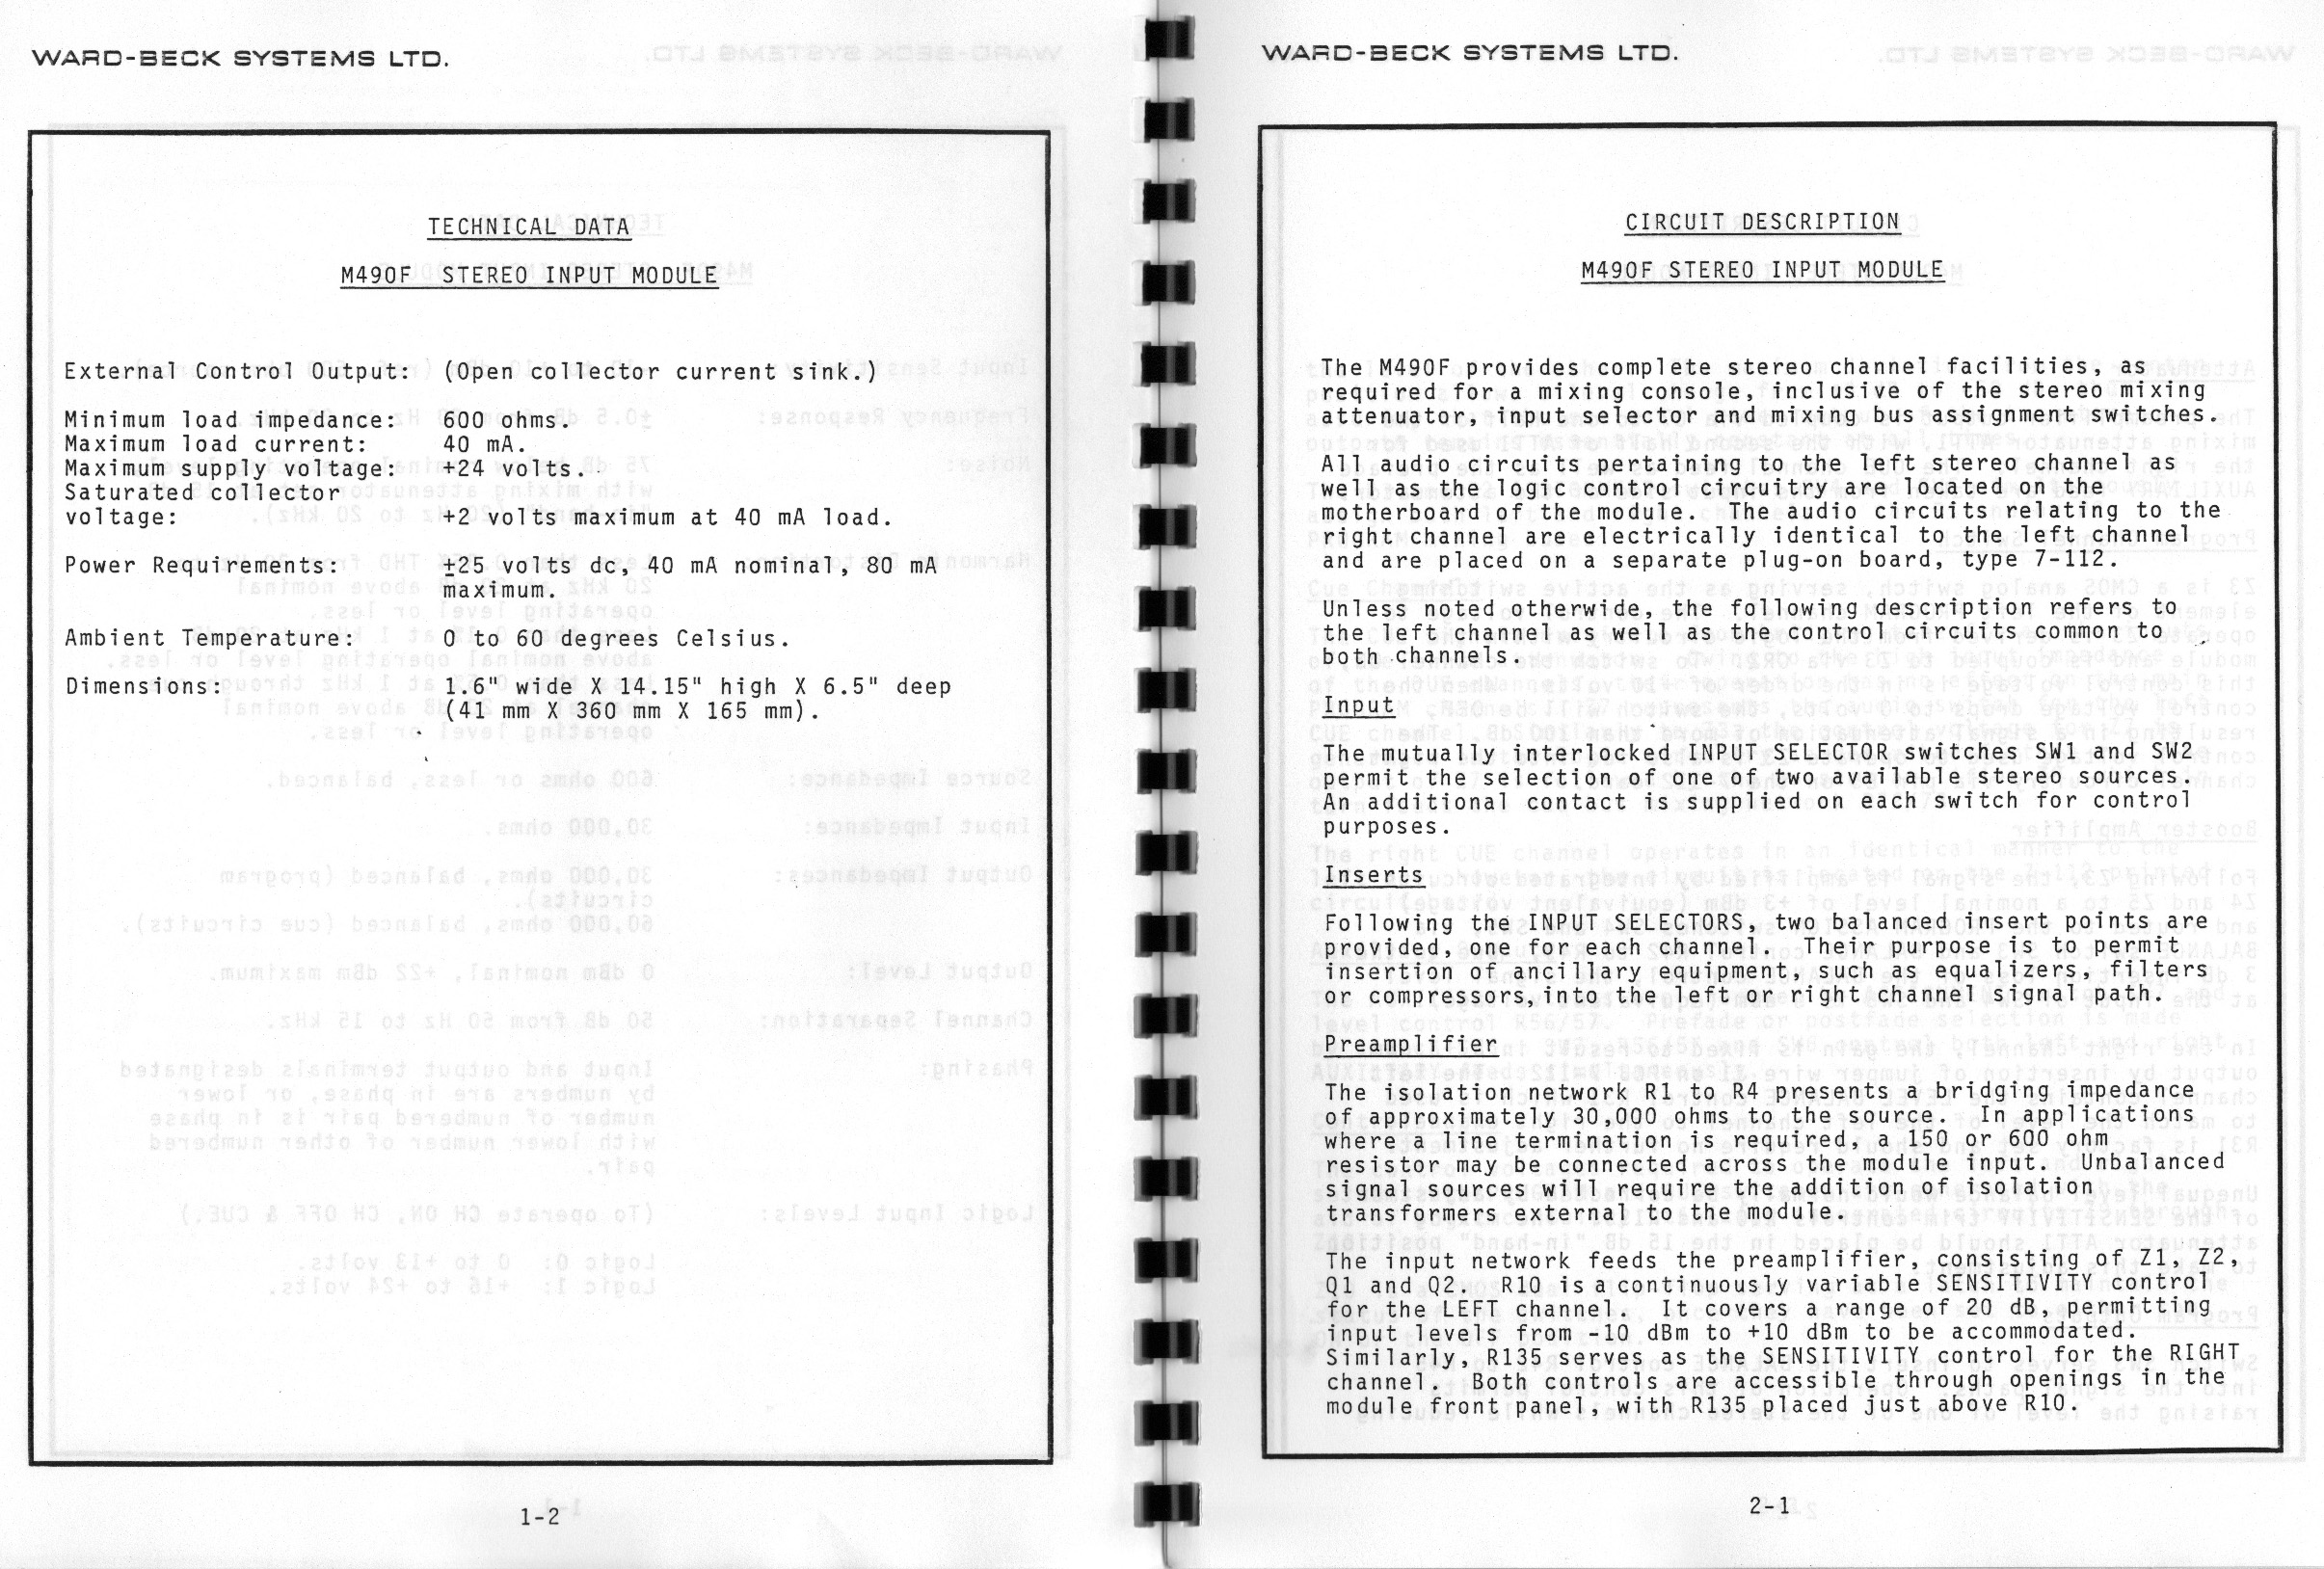 WARD-BECK SYSTEMS LTD.
TECHNICAL DATA
M490F STEREO INPUT MODULE
External Control Output: (Open collector current sink.)
Minimum load impedance: 600 ohms.
Maximum load current: 40 mA.
Maximum supply voltage: +24 volts.
Saturated collector
voltage: +2 volts maximum at 40 mA load.
Power Requirements: ±25 volts dc, 40 mA nominal, 80 mA
maximum.
Ambient Temperature: 0 to 60 degrees Celsius.
Dimensions: 1.6" wide X 14.15" high X 6.5" deep
(41 mm X 360 mm X 165 mm).
1-2
WARD-BECK SYSTEMS LTD.
CIRCUIT DESCRIPTION
M490F STEREO INPUT MODULE
The M490F provides complete stereo channel facilities, as
required for a mixing console, inclusive of the stereo mixing
attenuator, input selector and mixing bus assignment switches.
All audio circuits pertaining to the left stereo channel as
well as the logic control circuitry are located on the
motherboard of the module. The audio circuits relating to the
right channel are electrically identical to the left channel
and are placed on a separate plug-on board, type 7-112.
Unless noted otherwide, the following description refers to
the left channel as well as the control circuits common to
both channels.
Input
The mutually interlocked INPUT SELECTOR switches SW1 and SW2
permit the selection of one of two available stereo sources.
An additional contact is supplied on each switch for control
purposes.
Inserts
Following the INPUT SELECTORS, two balanced insert points are
provided, one for each channel. Their purpose is to permit
insertion of ancillary equipment, such as equalizers, filters
or compressors, into the left or right channel signal path.
Preamplifier
The isolation network R1 to R4 presents a bridging impedance
of approximately 30,000 ohms to the source. In applications
where a line termination is required, a 150 or 600 ohm
resistor may be connected across the module input. Unbalanced
signal sources will require the addition of isolation
transformers external to the module.
The input network feeds the preamplifier, consisting of Z1, Z2,
Q1 and Q2. R10 is a continuously variable SENSITIVITY control
for the LEFT channel. It covers a range of 20 dB, permitting
input levels from -10 dBm to +10 dBm to be accommodated.
Similarly, R135 serves as the SENSITIVITY control for the RIGHT
channel. Both controls are accessible through openings in the
module front panel, with R135 placed just above R10.
2-1